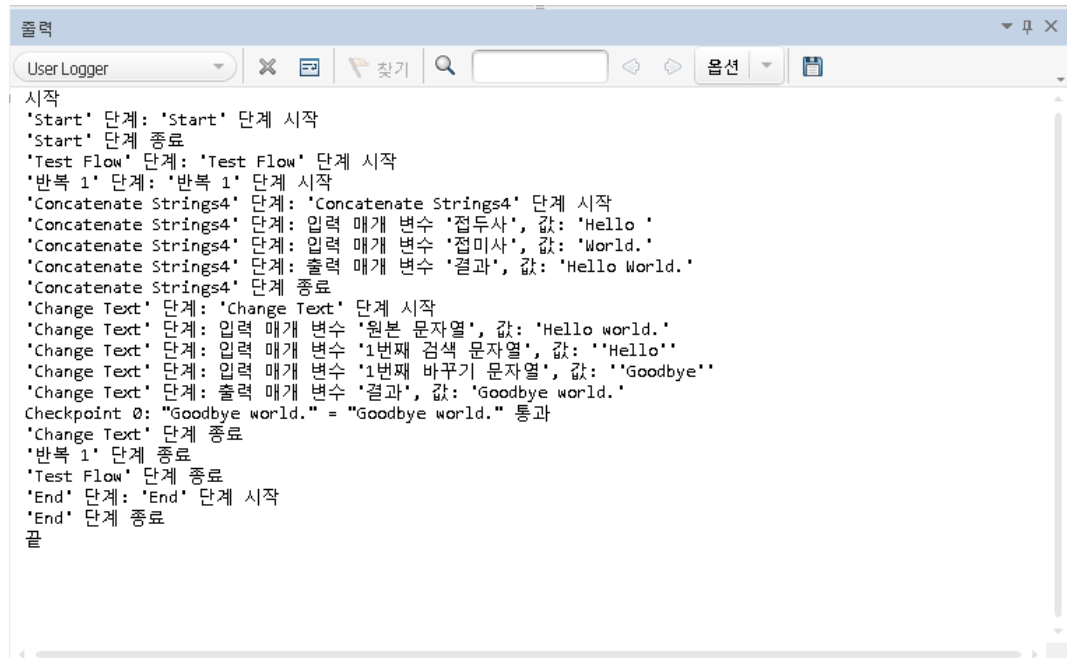 출력
User Logger
찾기
옵션
시작
'Start' 단계: 'Start' 단계 시작
'Start' 단계 종료
'Test Flow' 단계: 'Test Flow' 단계 시작
'반복 1' 단계: '반복 1' 단계 시작
'Concatenate Strings4' 단계: 'Concatenate Strings4' 단계 시작
'Concatenate Strings4' 단계: 입력 매개 변수 '접두사', 값: 'Hello '
'Concatenate Strings4' 단계: 입력 매개 변수 '접미사', 값: 'World.'
'Concatenate Strings4' 단계: 출력 매개 변수 '결과', 값: 'Hello World.'
'Concatenate Strings4' 단계 종료
'Change Text' 단계: 'Change Text' 단계 시작
'Change Text' 단계: 입력 매개 변수 '원본 문자열', 값: 'Hello world.'
'Change Text' 단계: 입력 매개 변수 '1번째 검색 문자열', 값: ''Hello''
'Change Text' 단계: 입력 매개 변수 '1번째 바꾸기 문자열', 값: ''Goodbye''
'Change Text' 단계: 출력 매개 변수 '결과', 값: 'Goodbye world.'
Checkpoint 0: "Goodbye world." = "Goodbye world." 통과
'Change Text' 단계 종료
'반복 1' 단계 종료
'Test Flow' 단계 종료
'End' 단계: 'End' 단계 시작
'End' 단계 종료
끝